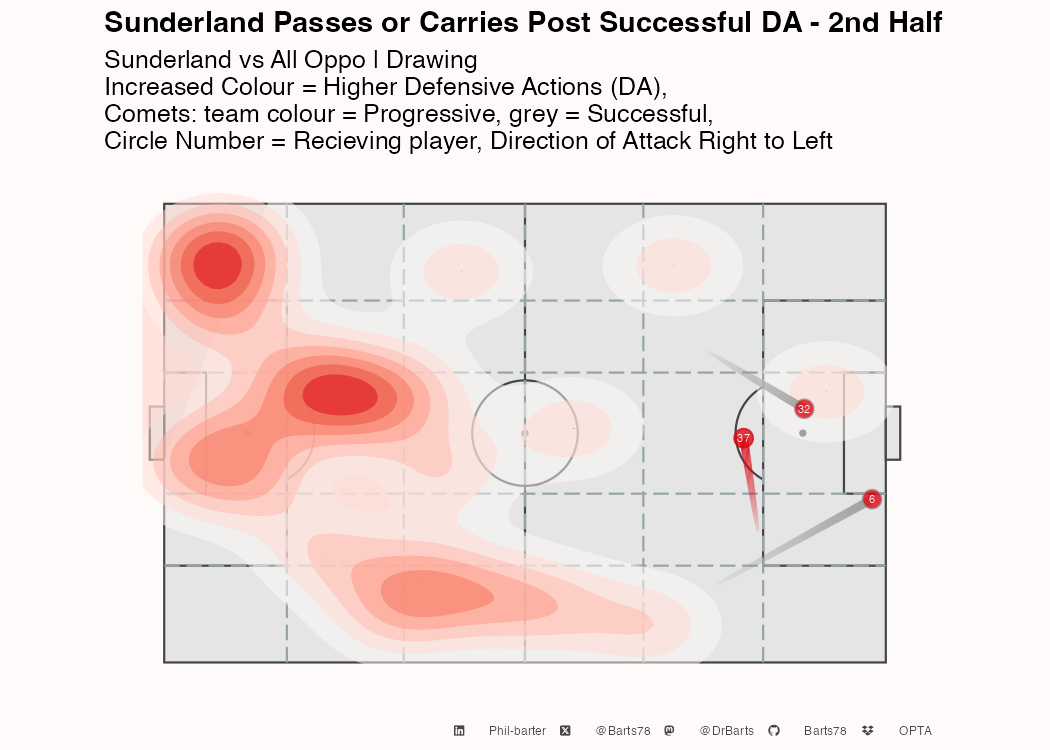 Sunderland Passes or Carries Post Successful DA - 2nd Half
Sunderland vs All Oppo | Drawing
Increased Colour = Higher Defensive Actions (DA),
Comets: team colour = Progressive, grey = Successful,
Circle Number = Recieving player, Direction of Attack Right to Left
32
37
6
Phil-barter @Barts78 @DrBarts Barts78 OPTA